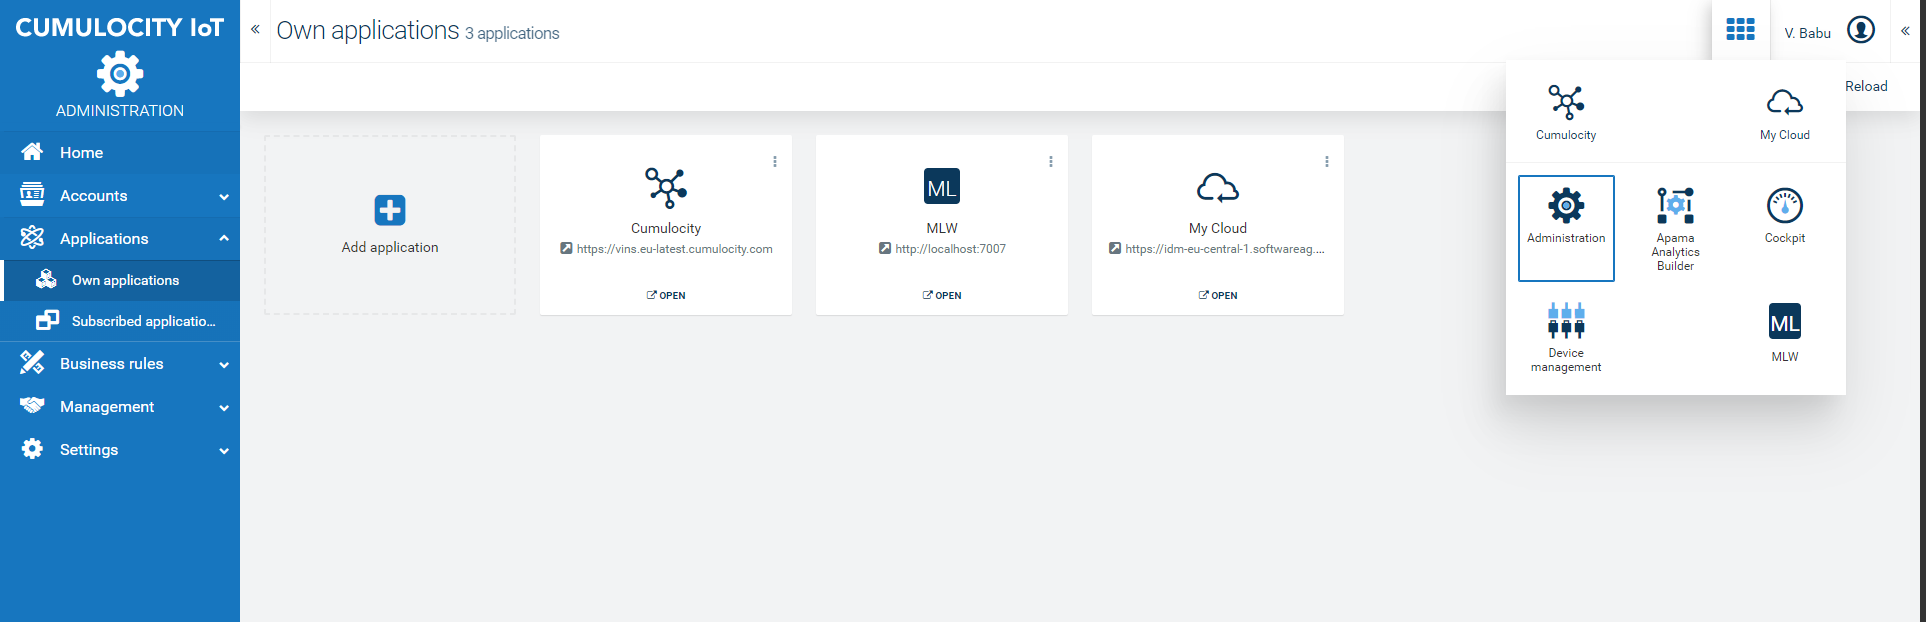 CUMULOCITY IoT
ADMINISTRATION
Home
Accounts
Applications
Own applications
Subscribed applicatio...
Business rules
Management
Settings
Own applications 3 applications
V. Babu
Reload
Add application
Cumulocity
https://vins.eu-latest.cumulocity.com
OPEN
ML
MLW
http://localhost:7007
OPEN
My Cloud
https://idm-eu-central-1.softwareag....
OPEN
Cumulocity
My Cloud
Administration
Apama
Analytics
Builder
Cockpit
Device
management
ML
MLW